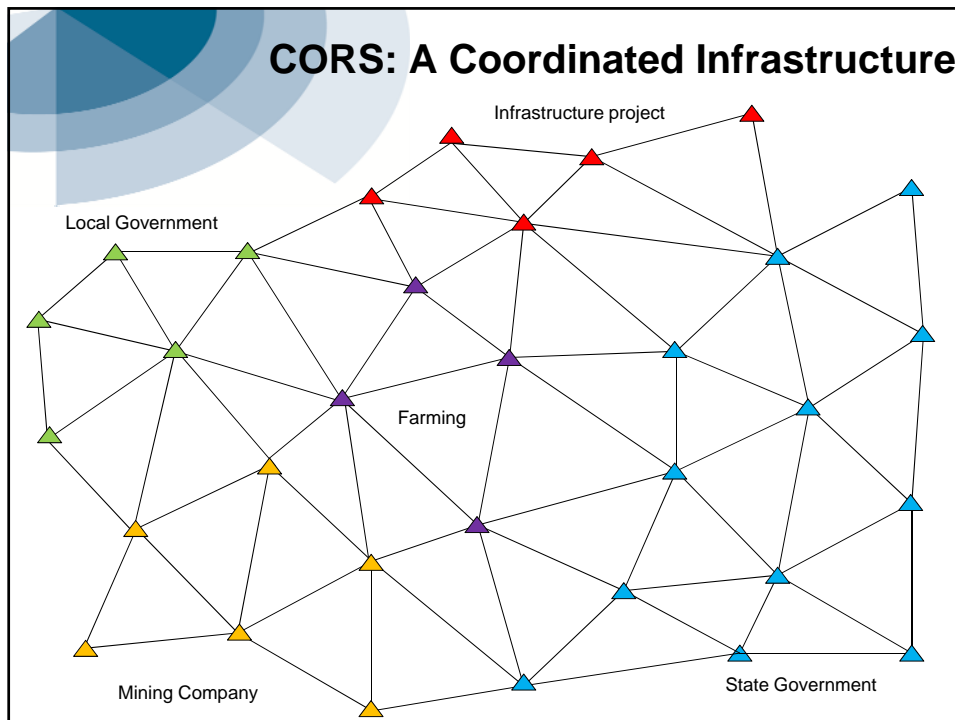 CORS: A Coordinated Infrastructure
Infrastructure project
Local Government
Farming
Mining Company
State Government